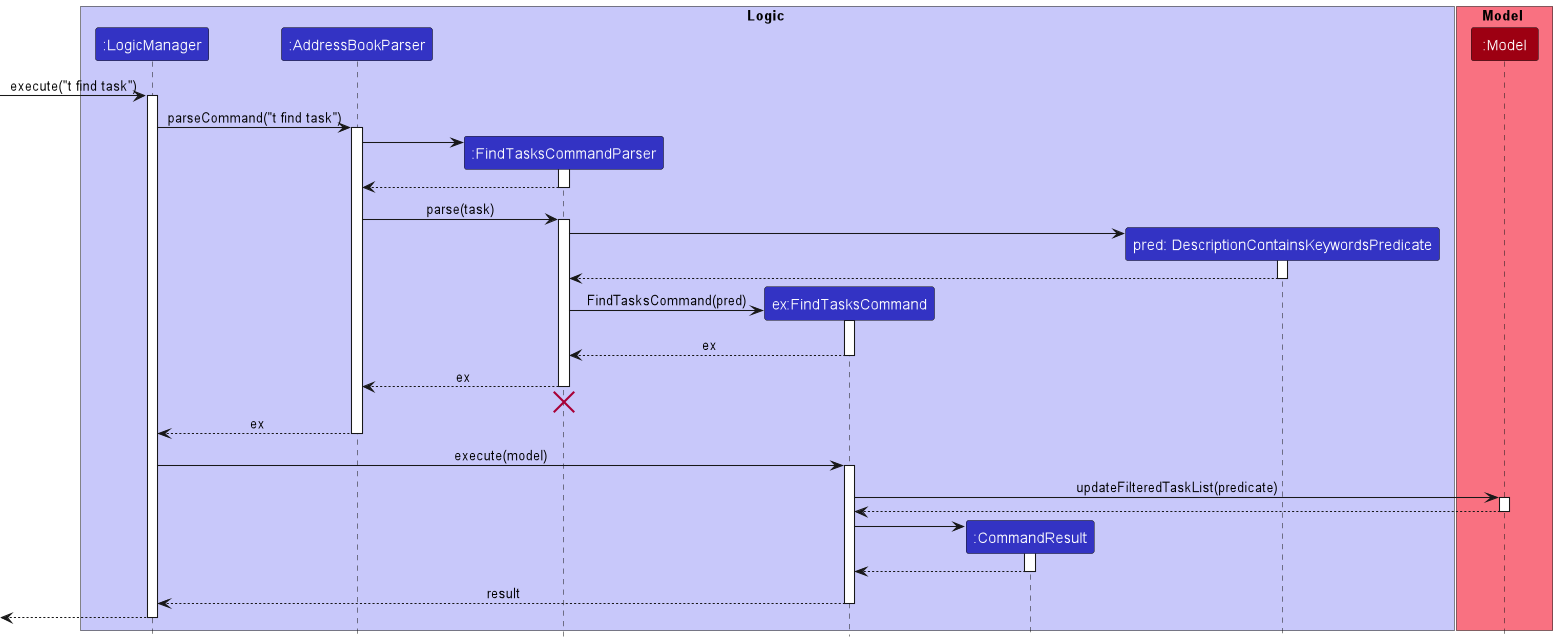 Logic
Model
:LogicManager
:AddressBookParser
:Model
execute("t find task")
parseCommand("t find task")
:FindTasksCommandParser
parse(task)
pred: DescriptionContainsKeywordsPredicate
FindTasksCommand(pred)
ex:FindTasksCommand
ex
ex
ex
execute(model)
updateFilteredTaskList(predicate)
:CommandResult
result